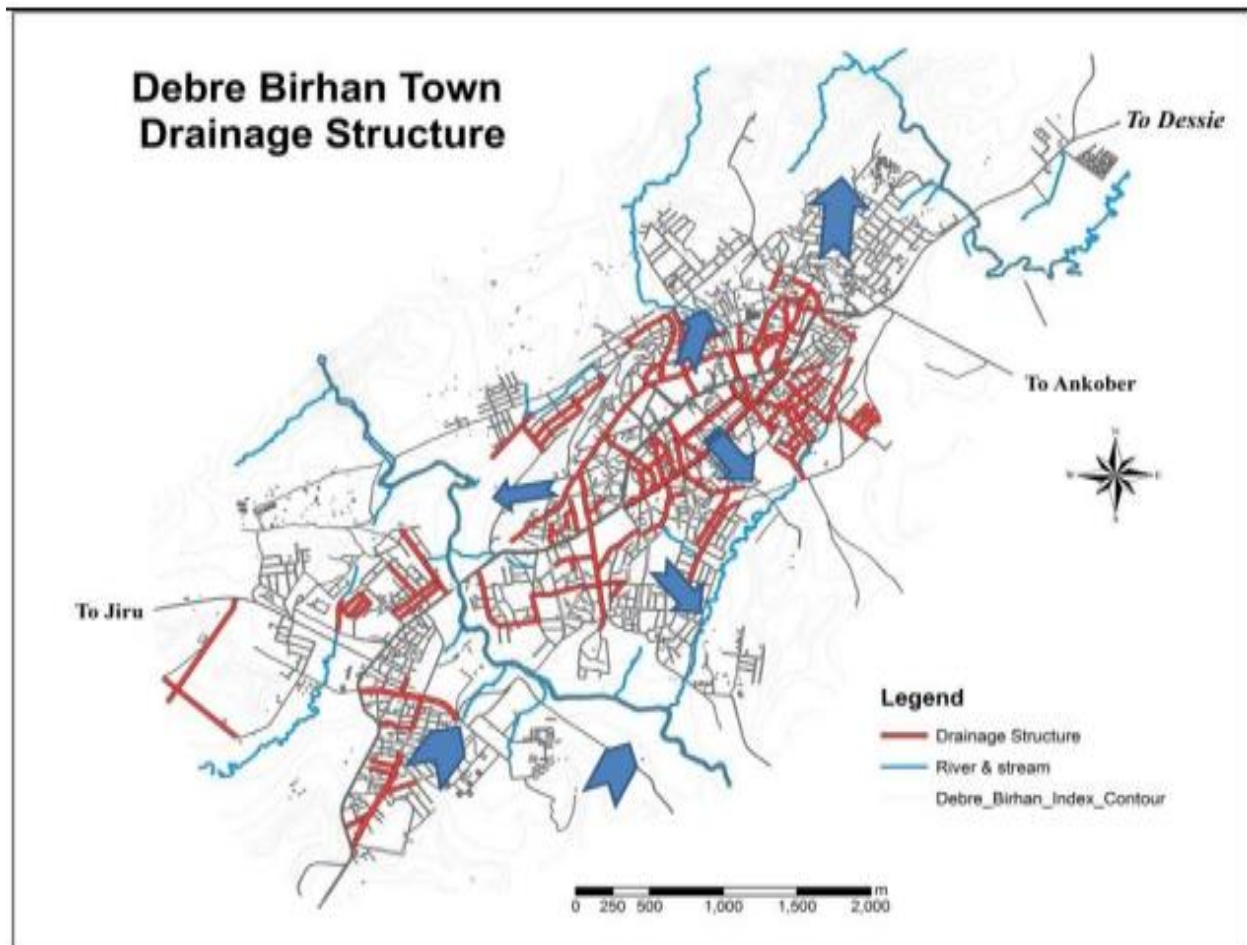 Debre Birhan Town
Drainage Structure
To Dessie
To Ankober
To Jiru
N
W E
S
Legend
Drainage Structure
River & stream
Debre_Birhan_Index_Contour
m
0 250 500 1,000 1,500 2,000